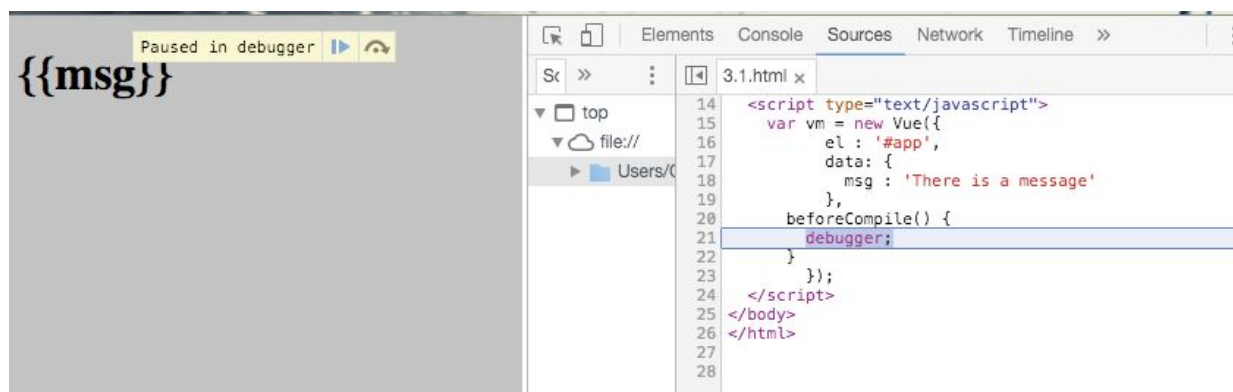 Paused in debugger
{{msg}}
Elements Console Sources Network Timeline »
»
3.1.html ×
top
file://
14 <script type="text/javascript">
15 var vm = new Vue({
16 el : '#app',
17 data: {
18 msg : 'There is a message'
19 },
20 beforeCompile() {
21 debugger;
22 }
23 });
24 </script>
25 </body>
26 </html>
27
28